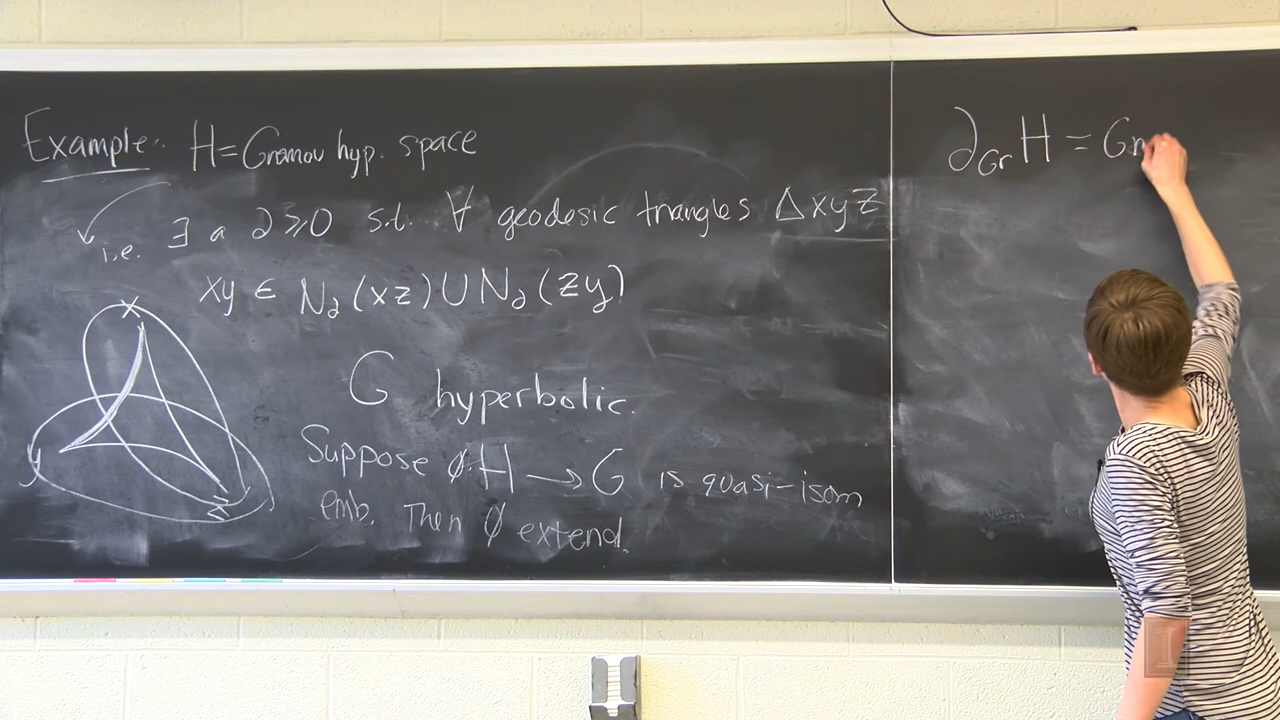 Example: H=Gromov hyp. space
i.e. ∃ a ∂ ≥ 0 s.t. ∀ geodesic triangles Δxyz
xy ∈ N∂(xz) ∪ N∂(zy)
x
y
z
G hyperbolic.
Suppose ∅:H → G is quasi-isom
emb. Then ∅ extend.
∂Gr H = Gr